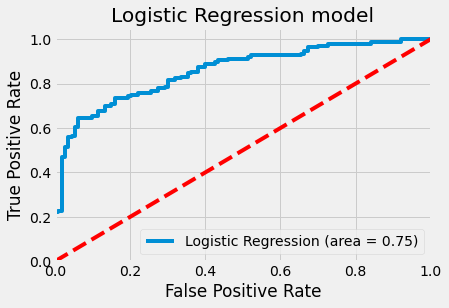 Logistic Regression model
True Positive Rate
1.0
0.8
0.6
0.4
0.2
0.0
Logistic Regression (area = 0.75)
0.0 0.2 0.4 0.6 0.8 1.0
False Positive Rate